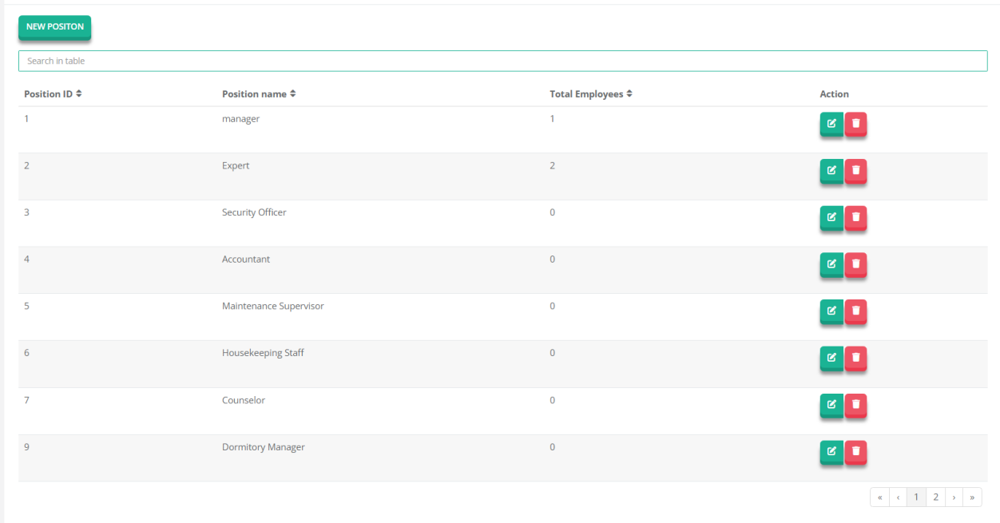 NEW POSITON
Search in table
Position ID Position name Total Employees Action
1 manager 1
2 Expert 2
3 Security Officer 0
4 Accountant 0
5 Maintenance Supervisor 0
6 Housekeeping Staff 0
7 Counselor 0
9 Dormitory Manager 0
« ‹ 1 2 › »